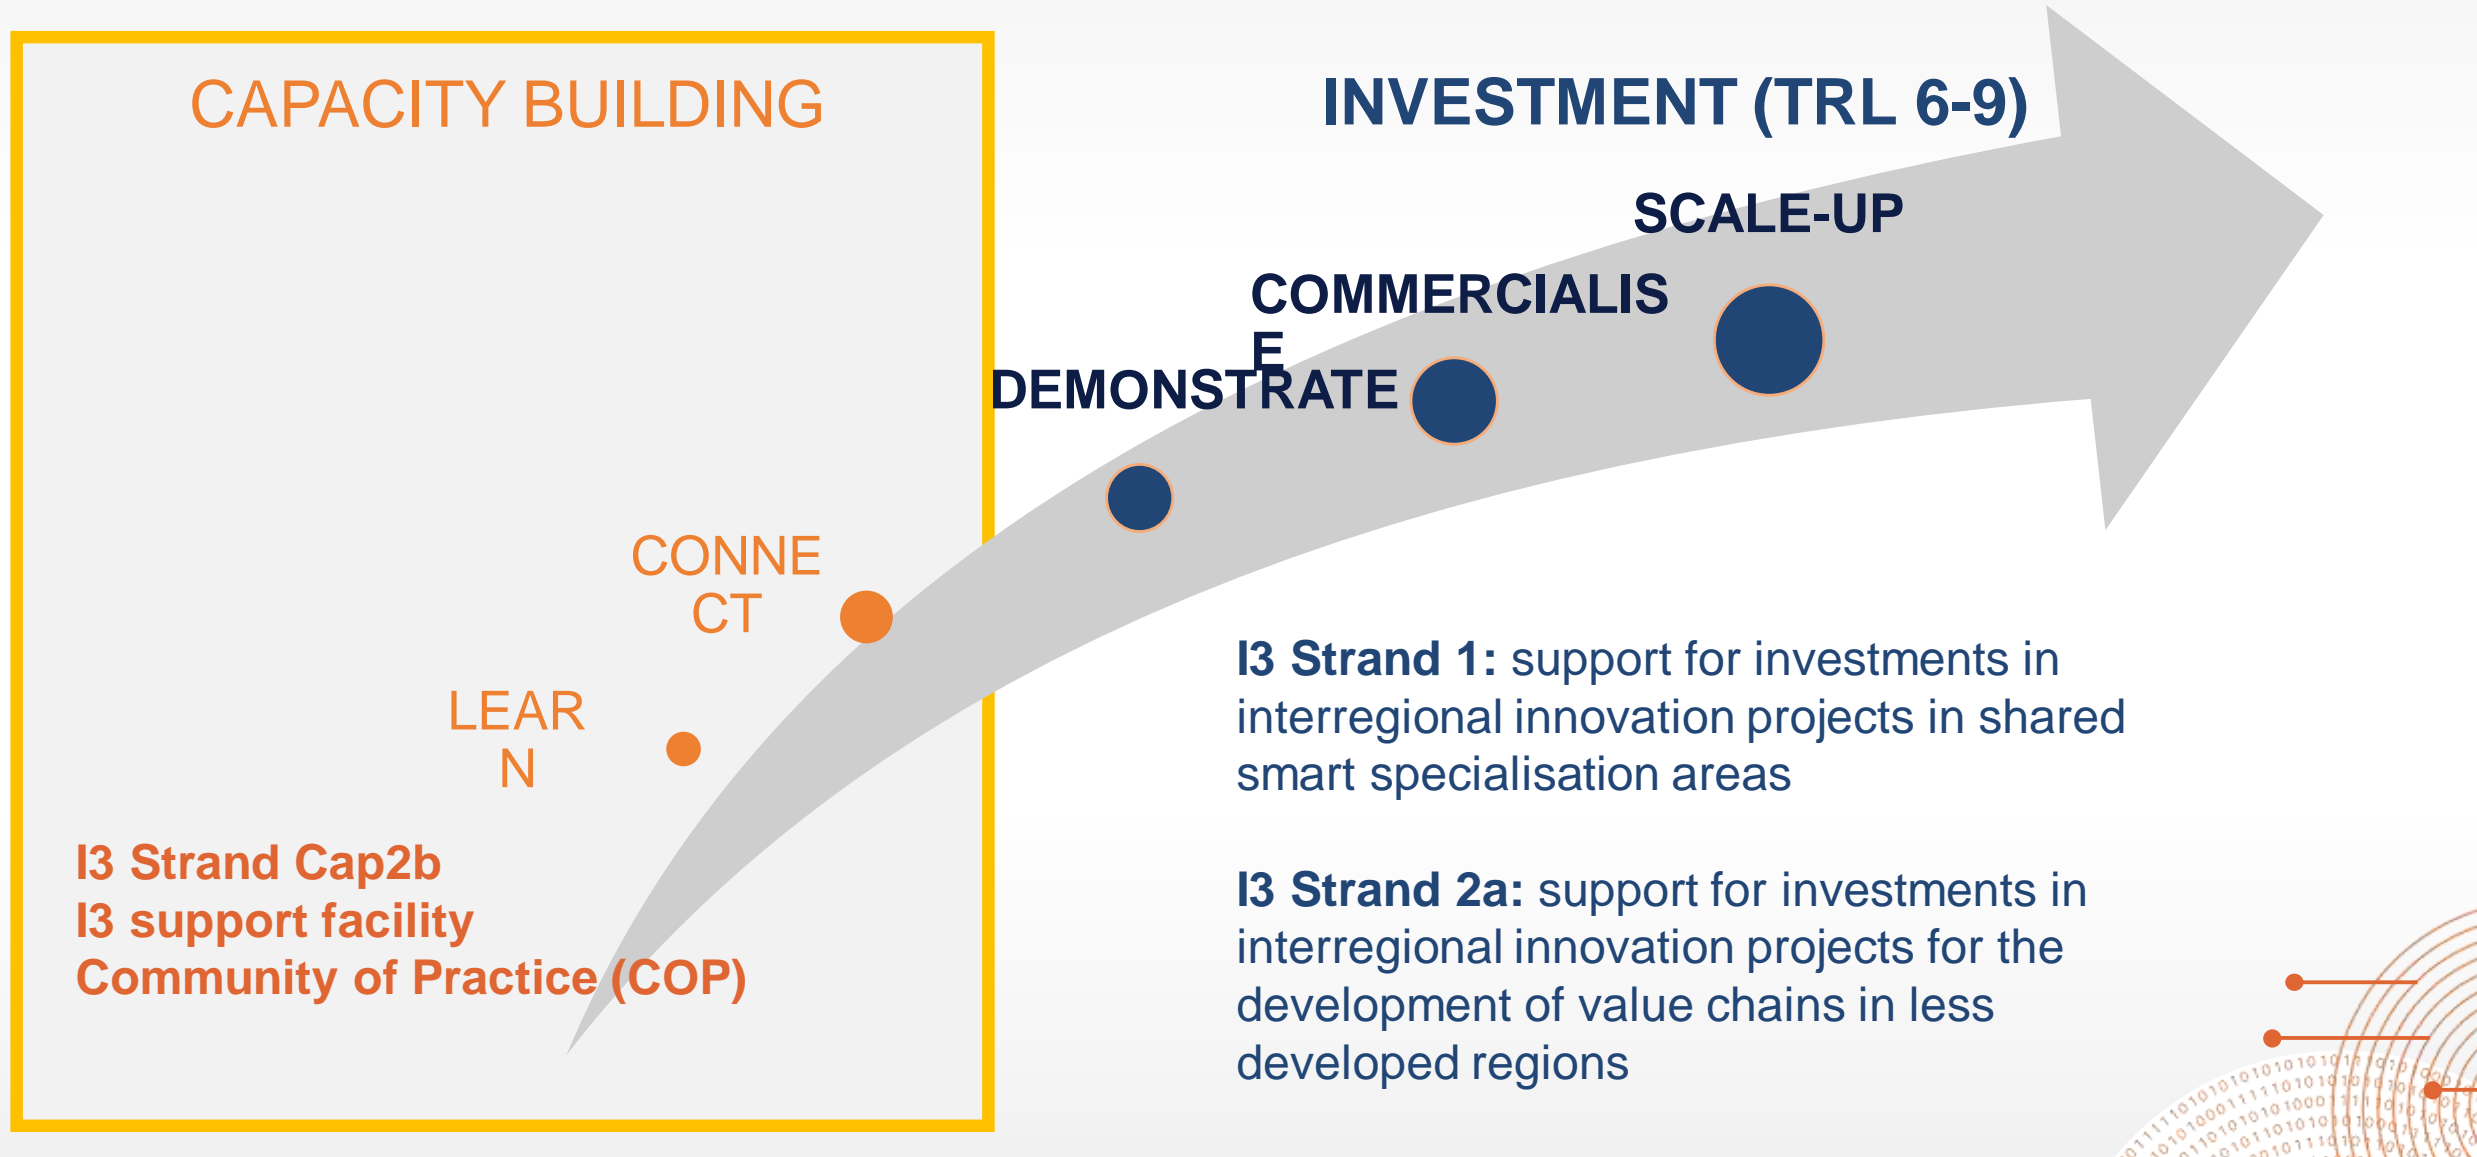 CAPACITY BUILDING
CONNE
CT
LEAR
N
I3 Strand Cap2b
I3 support facility
Community of Practice (COP)
INVESTMENT (TRL 6-9)
SCALE-UP
COMMERCIALIS
E
DEMONSTRATE
I3 Strand 1: support for investments in
interregional innovation projects in shared
smart specialisation areas
I3 Strand 2a: support for investments in
interregional innovation projects for the
development of value chains in less
developed regions